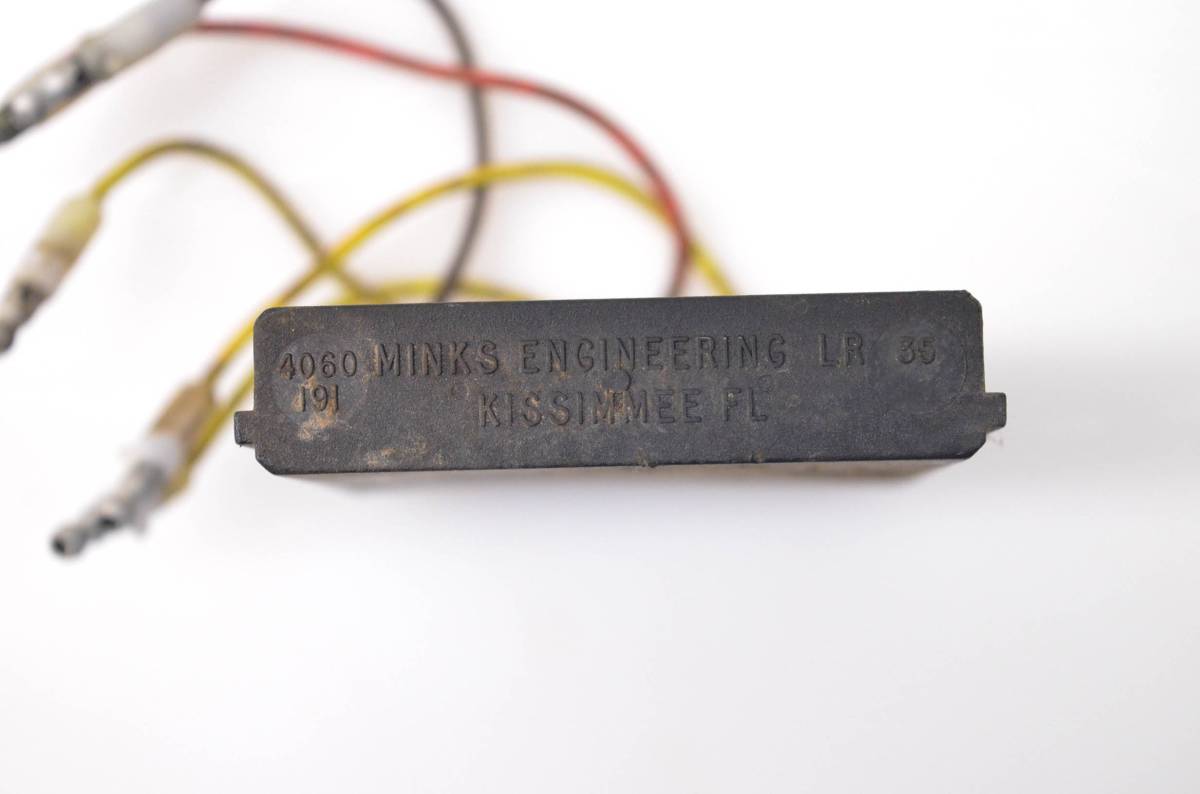 4060 MINKS ENGINEERING LR 35
191 KISSIMMEE FL